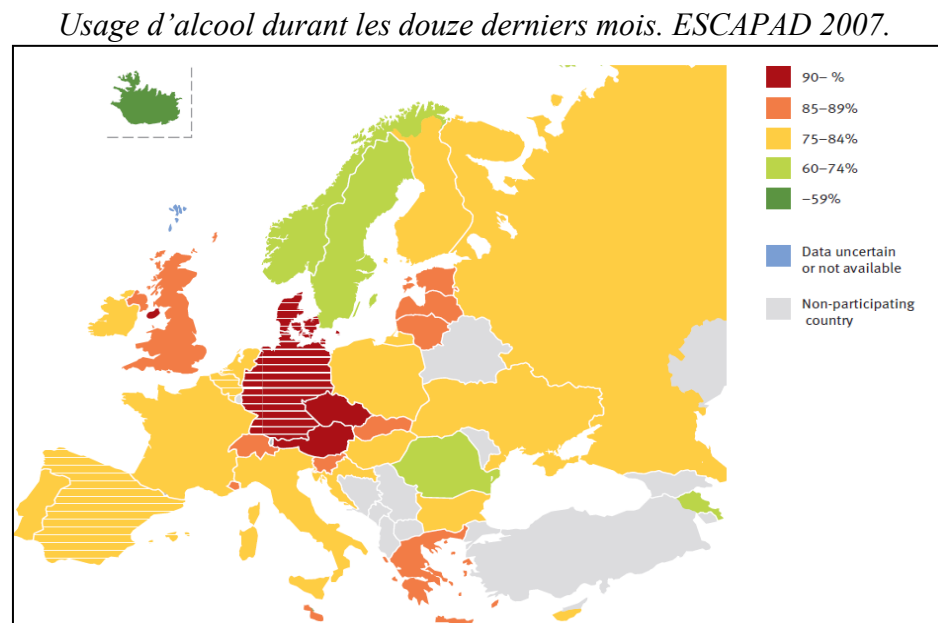 Usage d’alcool durant les douze derniers mois. ESCAPAD 2007.
90– %
85–89%
75–84%
60–74%
–59%
Data uncertain
or not available
Non-participating
country